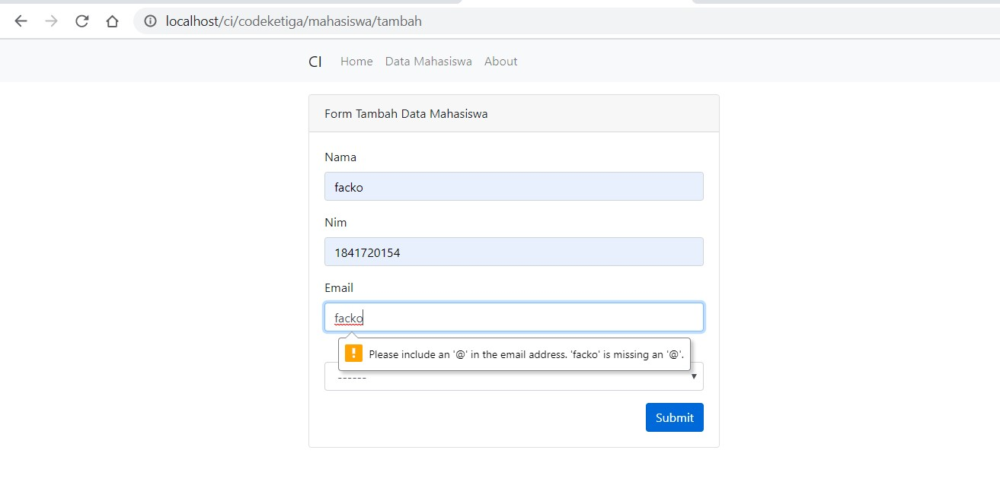 localhost/ci/codeketiga/mahasiswa/tambah
CI Home Data Mahasiswa About
Form Tambah Data Mahasiswa
Nama
facko
Nim
1841720154
Email
facko
! Please include an '@' in the email address. 'facko' is missing an '@'.
------
Submit